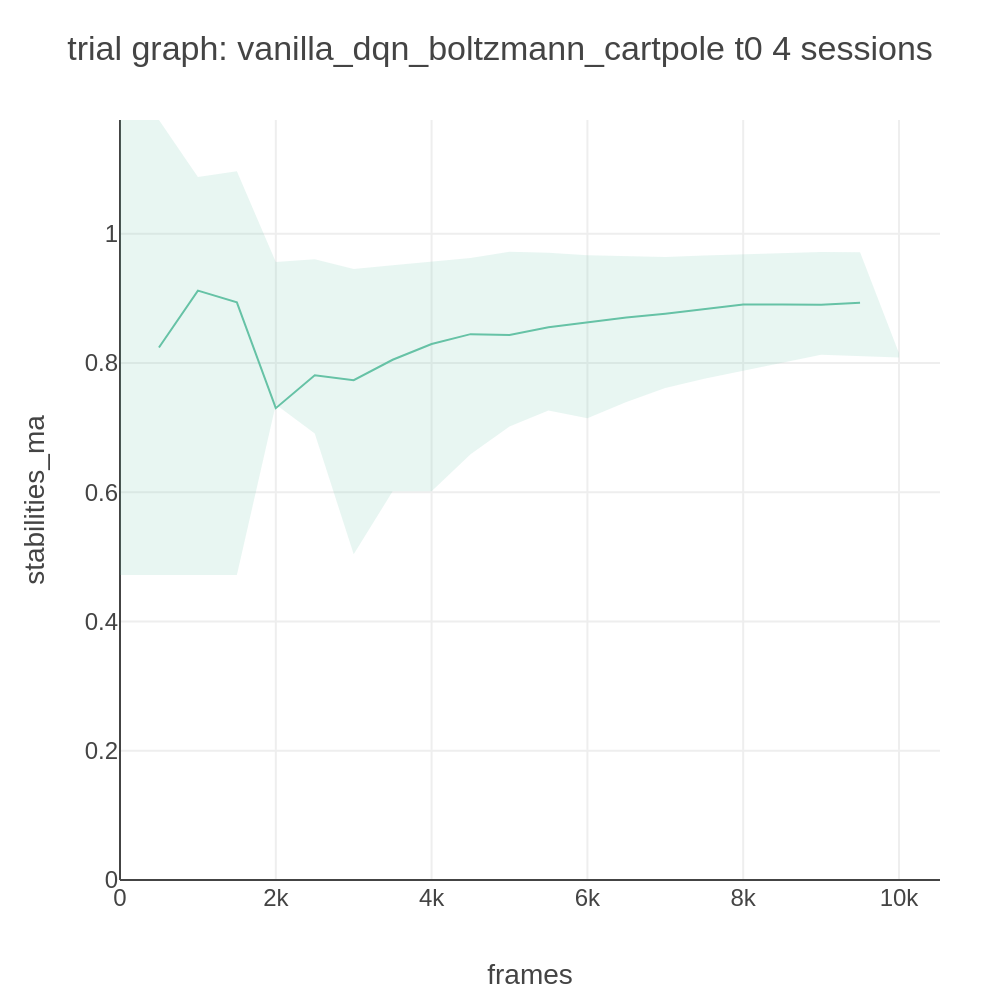 trial graph: vanilla_dqn_boltzmann_cartpole t0 4 sessions
stabilities_ma
1
0.8
0.6
0.4
0.2
0
0
2k
4k
6k
8k
10k
frames